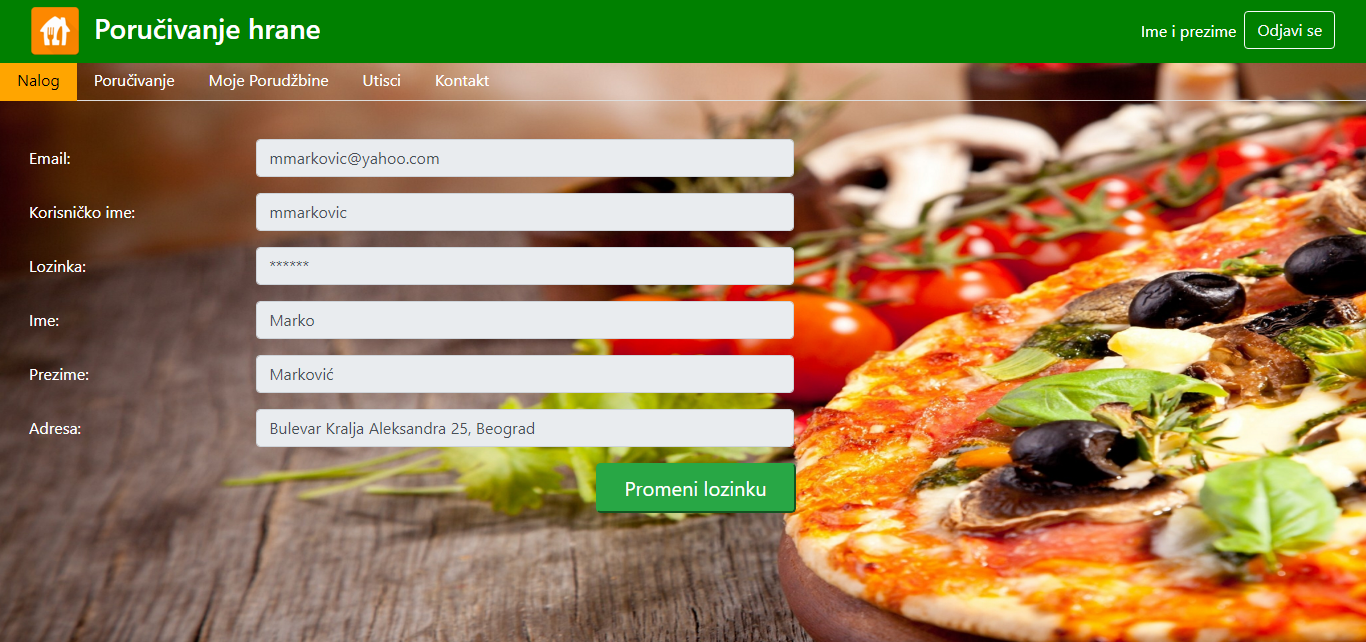 Poručivanje hrane
Ime i prezime Odjavi se
Nalog Poručivanje Moje Porudžbine Utisci Kontakt
Email: mmarkovic@yahoo.com
Korisničko ime: mmarkovic
Lozinka: ******
Ime: Marko
Prezime: Marković
Adresa: Bulevar Kralja Aleksandra 25, Beograd
Promeni lozinku